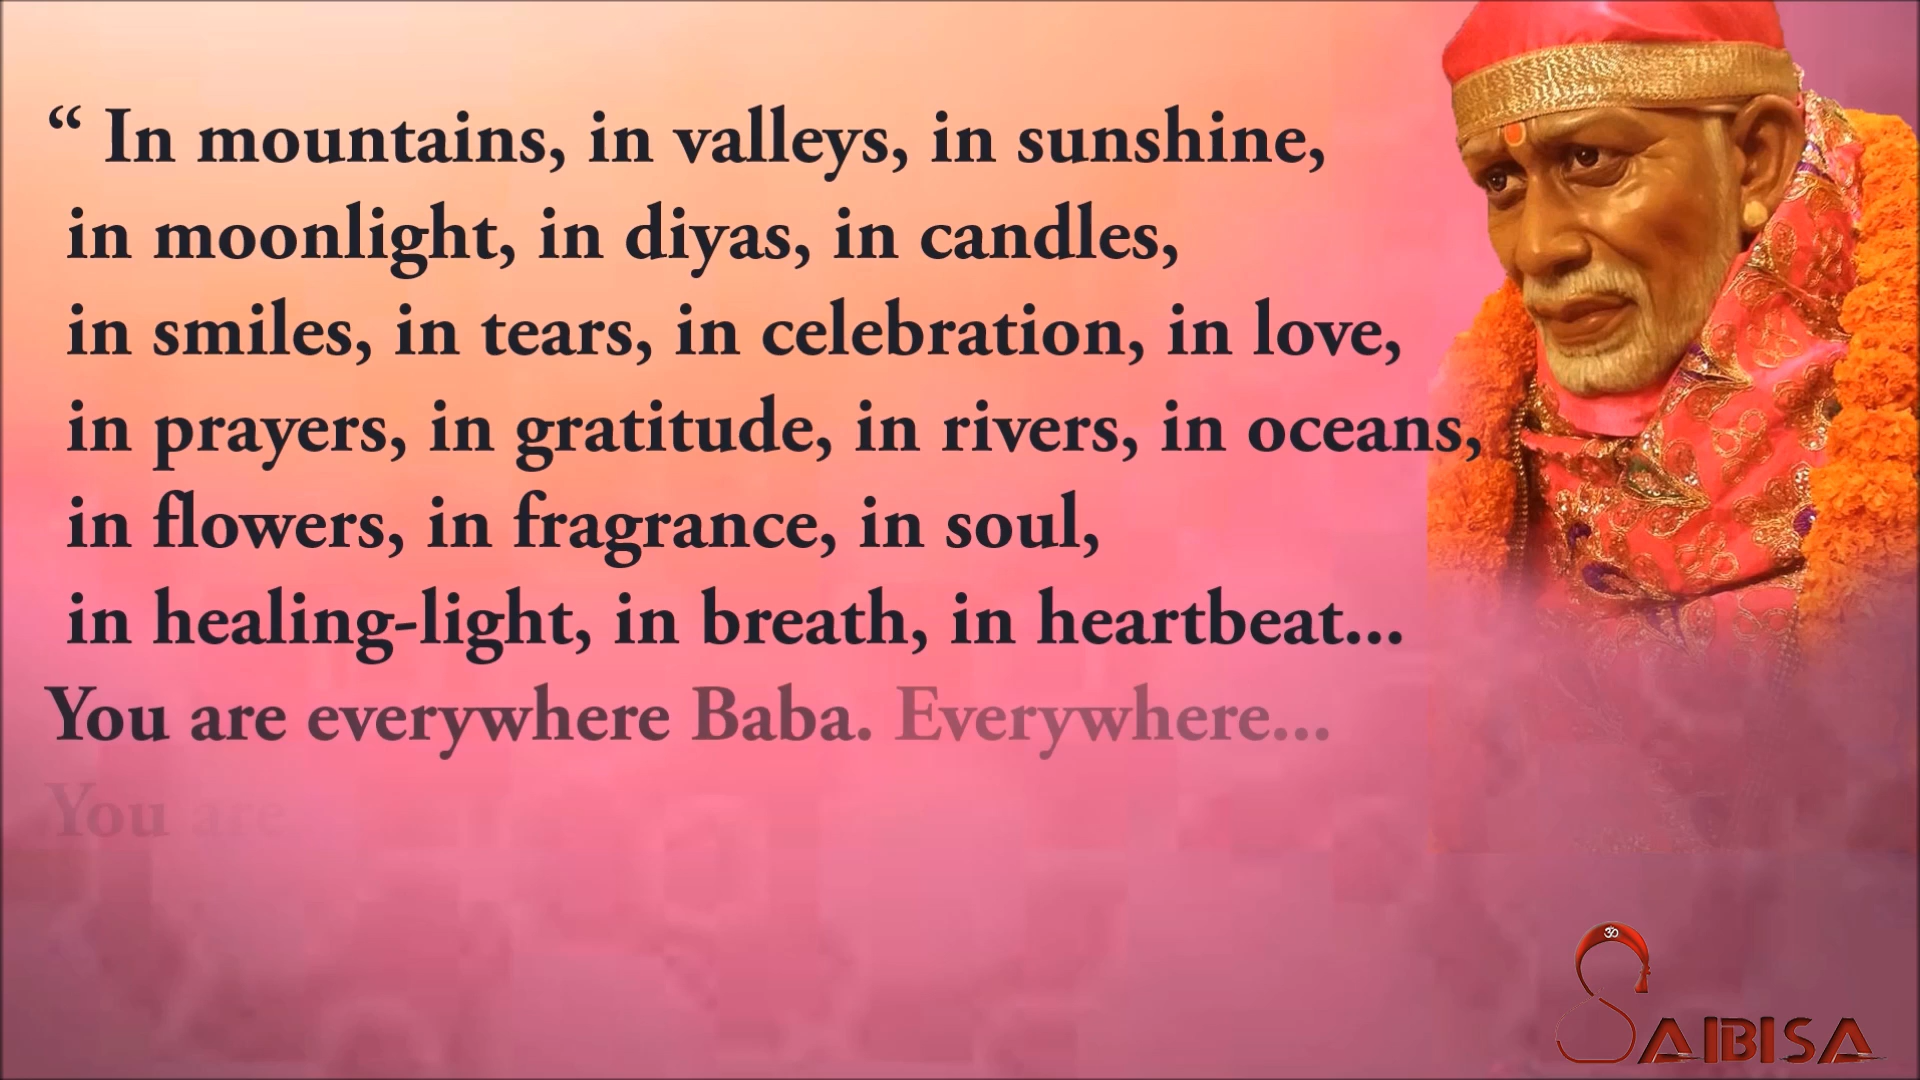 “ In mountains, in valleys, in sunshine,
in moonlight, in diyas, in candles,
in smiles, in tears, in celebration, in love,
in prayers, in gratitude, in rivers, in oceans,
in flowers, in fragrance, in soul,
in healing-light, in breath, in heartbeat...
You are everywhere Baba. Everywhere...
You are
ॐ
SAIBISA